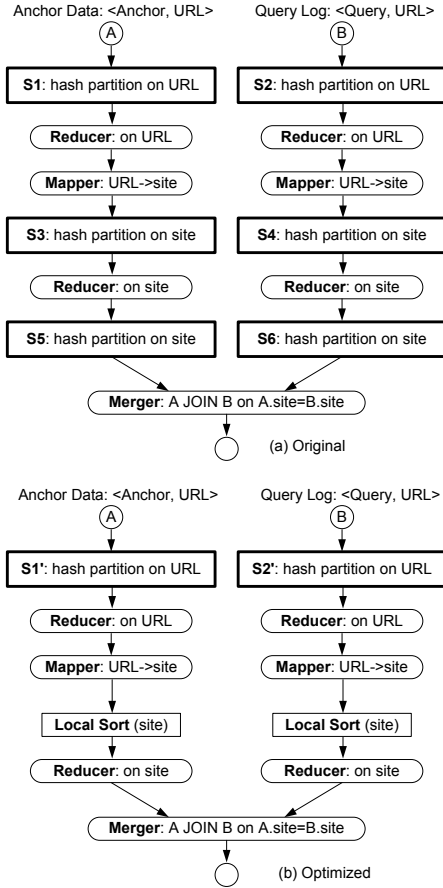 Anchor Data: <Anchor, URL>
Query Log: <Query, URL>
A
B
S1: hash partition on URL
S2: hash partition on URL
Reducer: on URL
Reducer: on URL
Mapper: URL->site
Mapper: URL->site
S3: hash partition on site
S4: hash partition on site
Reducer: on site
Reducer: on site
S5: hash partition on site
S6: hash partition on site
Merger: A JOIN B on A.site=B.site
(a) Original
Anchor Data: <Anchor, URL>
Query Log: <Query, URL>
A
B
S1': hash partition on URL
S2': hash partition on URL
Reducer: on URL
Reducer: on URL
Mapper: URL->site
Mapper: URL->site
Local Sort (site)
Local Sort (site)
Reducer: on site
Reducer: on site
Merger: A JOIN B on A.site=B.site
(b) Optimized